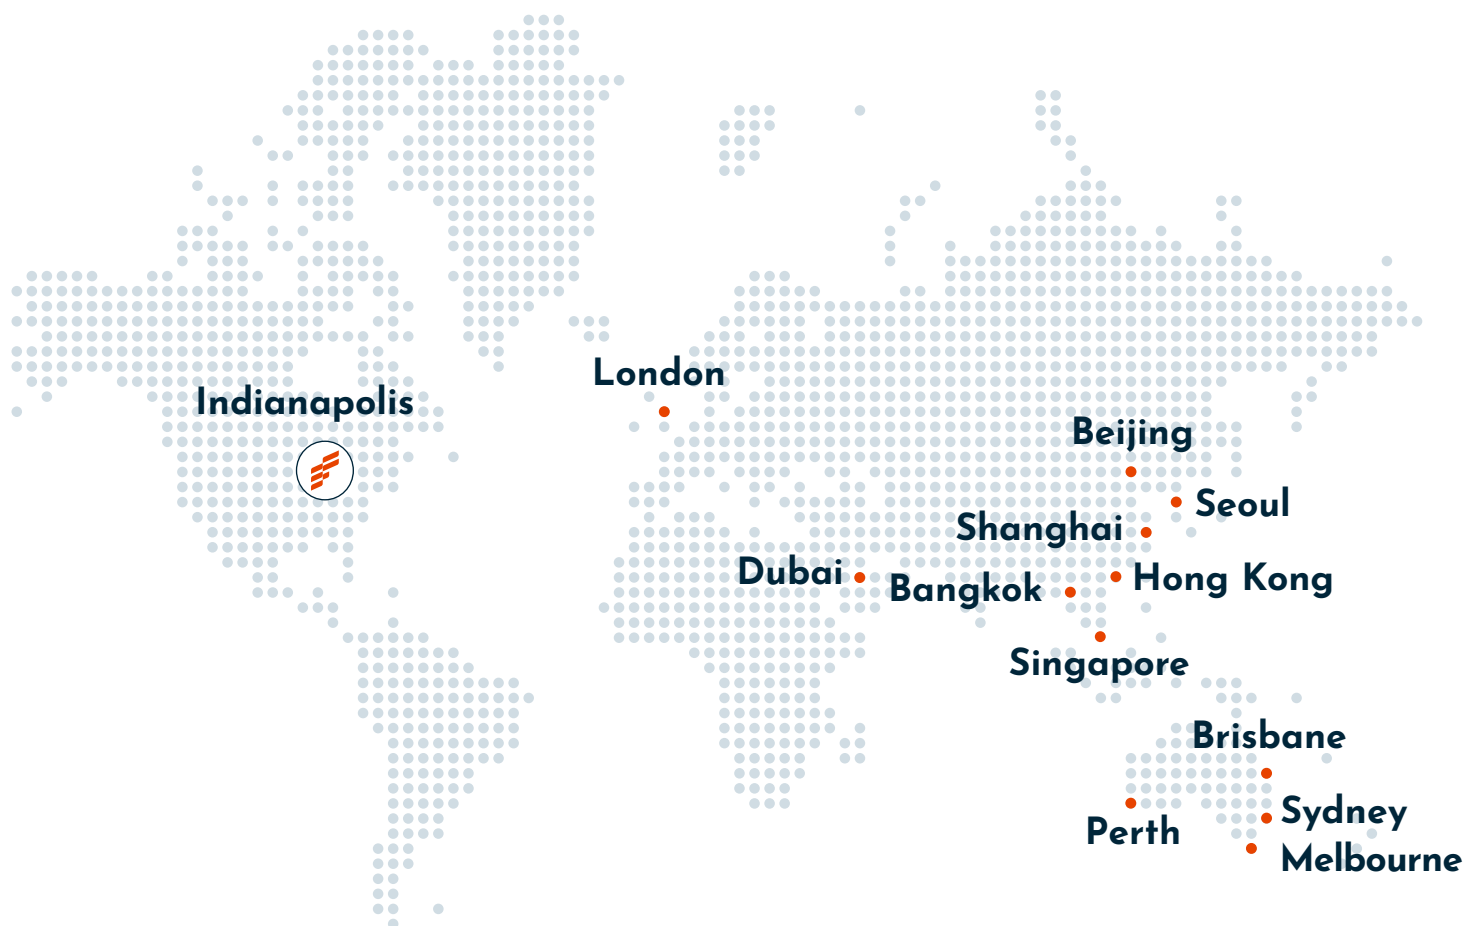 London
Indianapolis
Beijing
Seoul
Shanghai
Dubai
Bangkok
Hong Kong
Singapore
Brisbane
Sydney
Perth
Melbourne